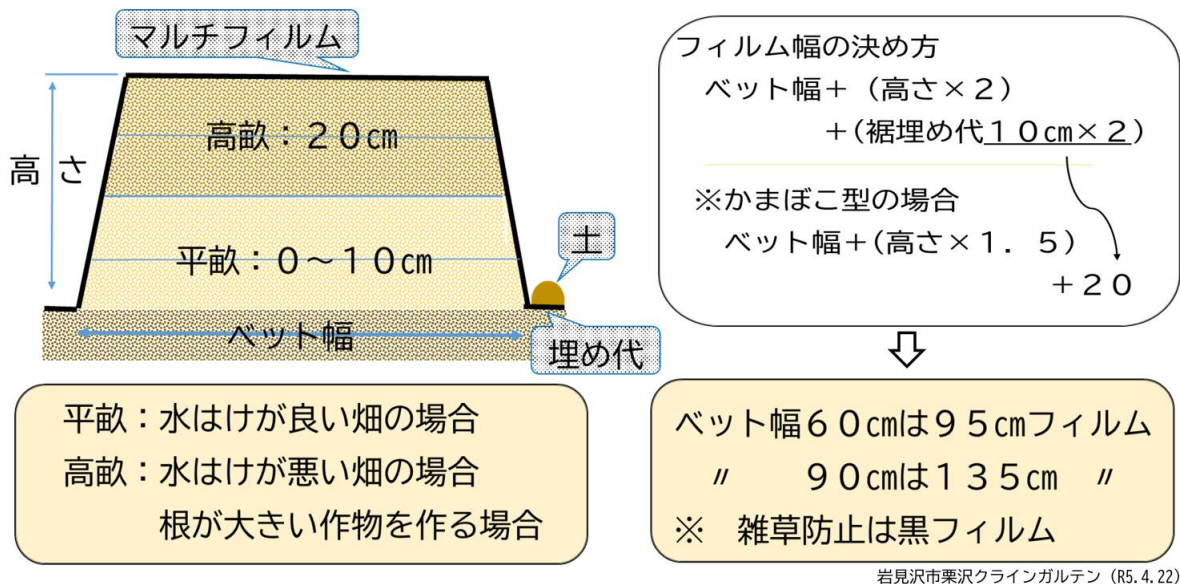 マルチフィルム
高さ
高畝：２０㎝
平畝：０～１０㎝
土
ベット幅
埋め代
フィルム幅の決め方
ベット幅＋（高さ×２）
＋(裾埋め代１０㎝×２)
※かまぼこ型の場合
ベット幅＋(高さ×１．５)
＋２０
平畝：水はけが良い畑の場合
高畝：水はけが悪い畑の場合
根が大きい作物を作る場合
ベット幅６０㎝は９５㎝フィルム
〃　９０㎝は１３５㎝　〃
※　雑草防止は黒フィルム
岩見沢市栗沢クラインガルテン（R5.4.22）